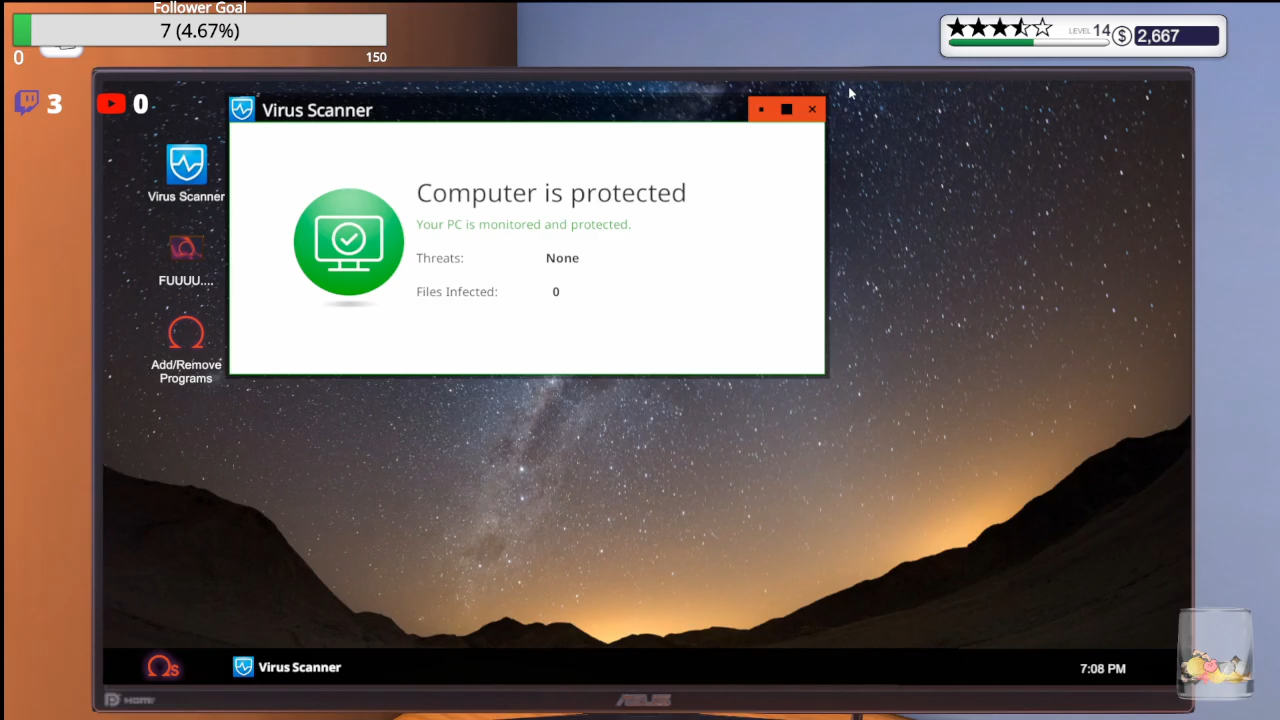 Follower Goal
7 (4.67%)
0
150
LEVEL 14
$ 2,667
3
0
Virus Scanner
Virus Scanner
Computer is protected
Your PC is monitored and protected.
Threats: None
Files Infected: 0
FUUUU....
Add/Remove
Programs
Ωs
Virus Scanner
7:08 PM
HDMI
ASUS